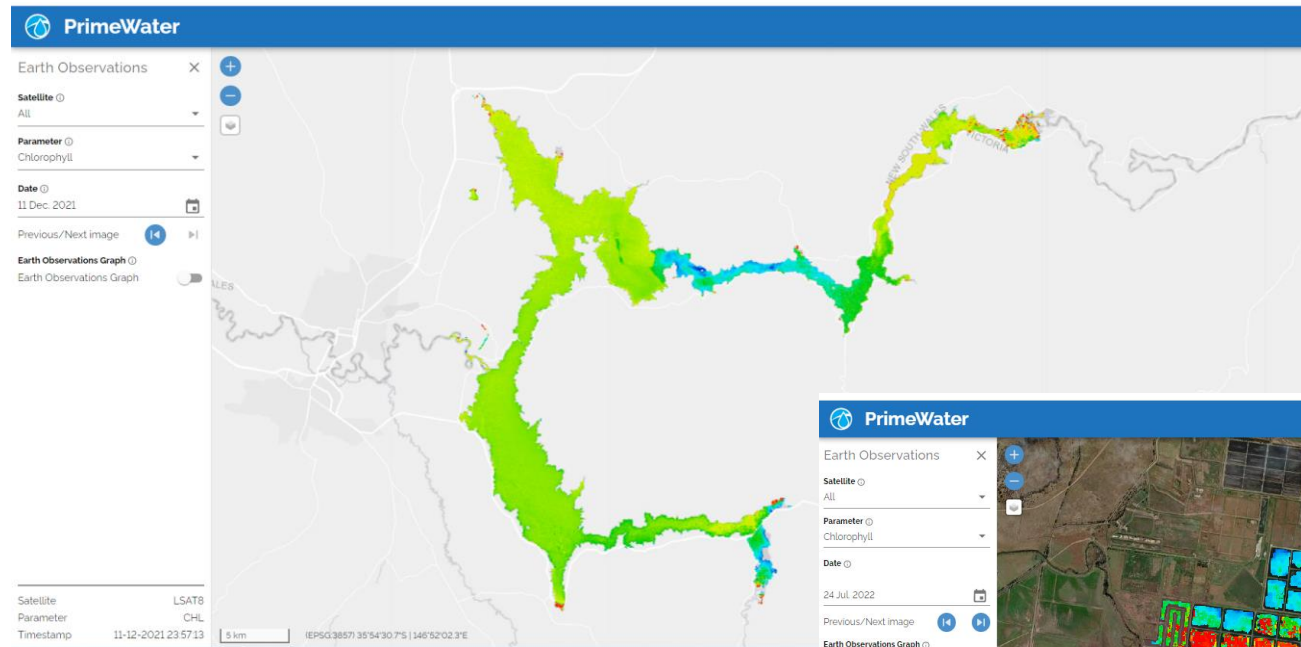 PrimeWater
Earth Observations
Satellite
All
Parameter
Chlorophyll
Date
11 Dec. 2021
Previous/Next image
Earth Observations Graph
Earth Observations Graph
Satellite LSAT8
Parameter CHL
Timestamp 11-12-2021 23:57:13
ALES
NEW SOUTH WALES
VICTORIA
5 km
(EPSG:3857) 35°54'30.7"S | 146°52'02.3"E
PrimeWater
Earth Observations
Satellite
All
Parameter
Chlorophyll
Date
24 Jul. 2022
Previous/Next image
Earth Observations Graph